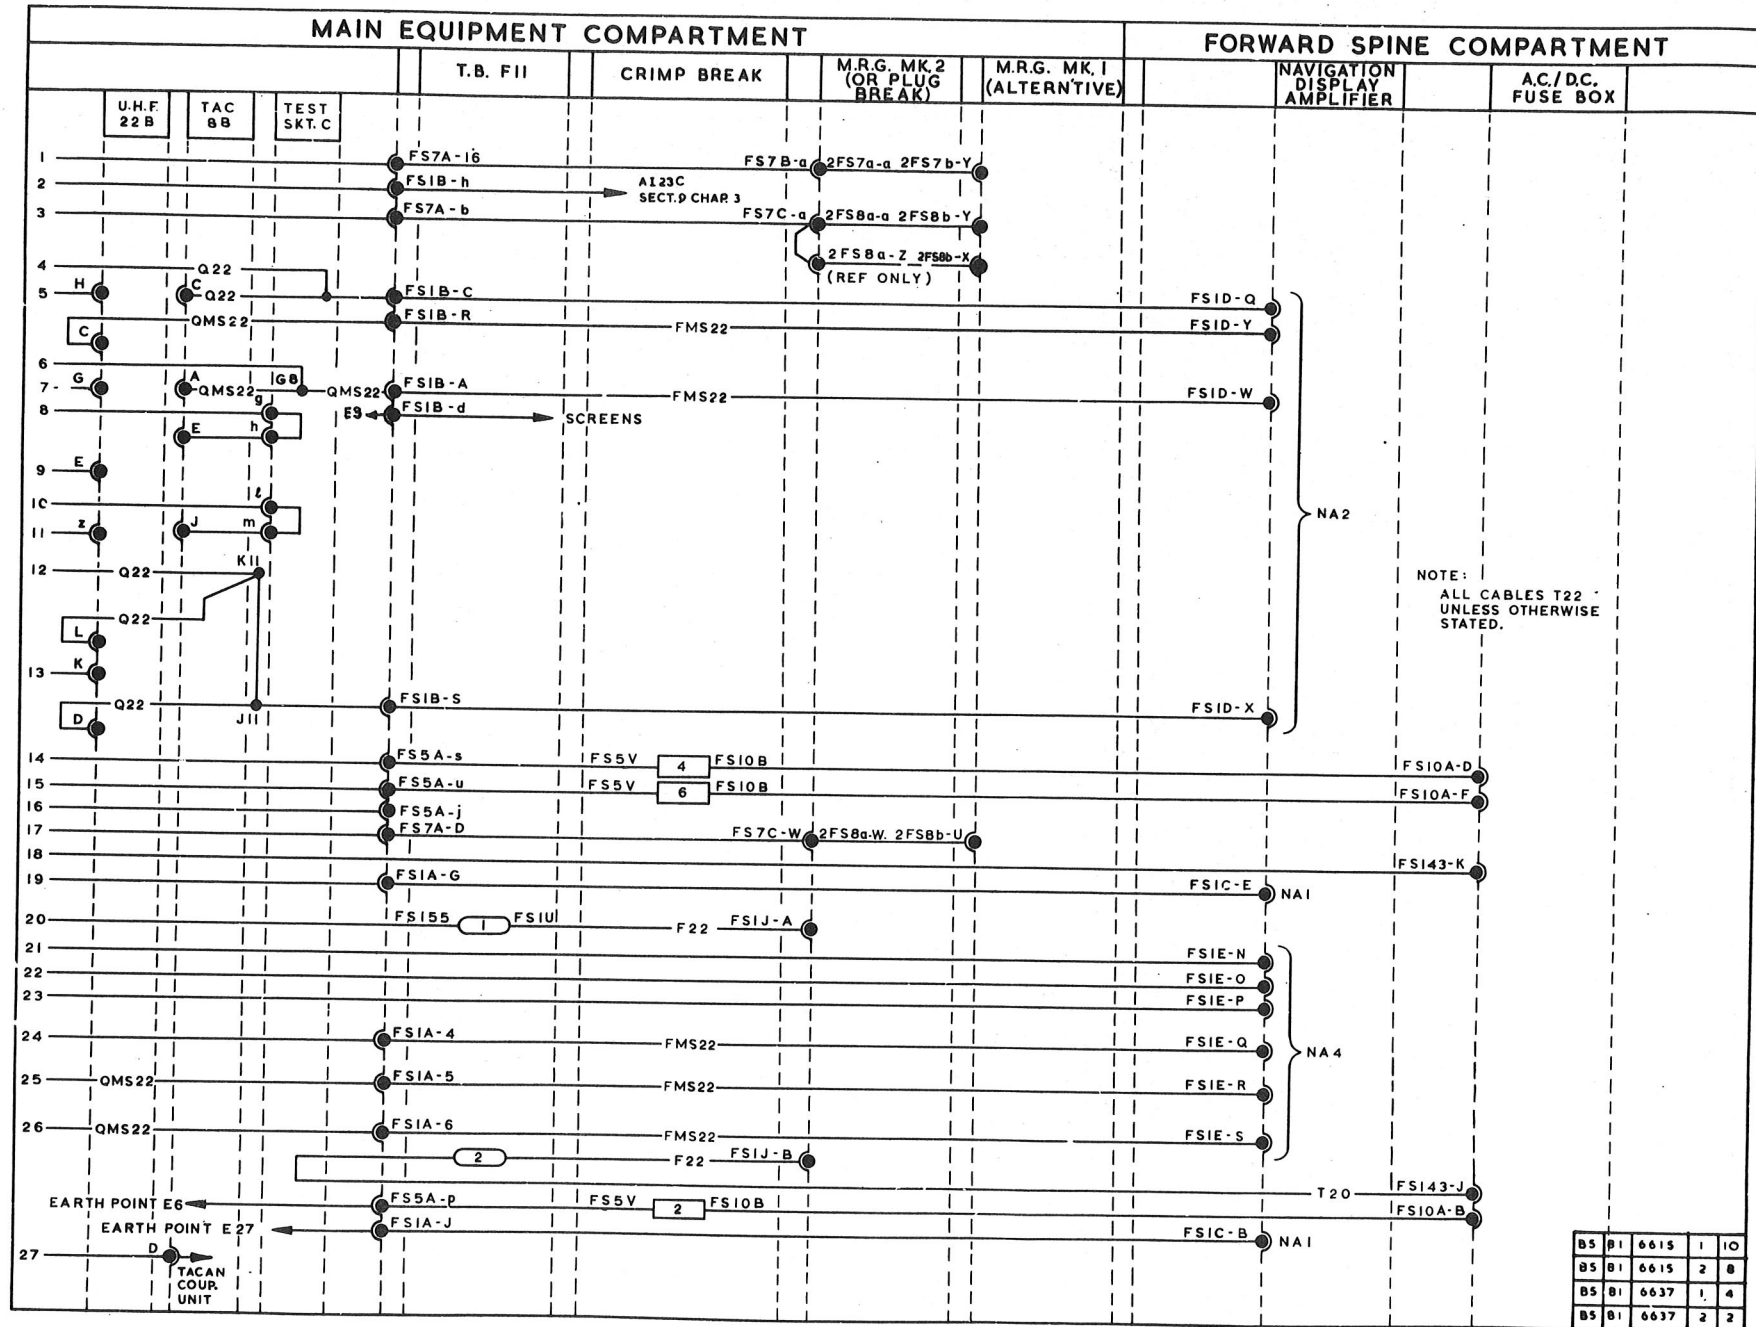 MAIN EQUIPMENT COMPARTMENT
FORWARD SPINE COMPARTMENT
T.B. F11
CRIMP BREAK
M.R.G. MK.2
(OR PLUG
BREAK)
M.R.G. MK.1
(ALTERN'TIVE)
NAVIGATION
DISPLAY
AMPLIFIER
A.C./D.C.
FUSE BOX
U.H.F.
22B
TAC
8B
TEST
SKT. C
1 FS7A-16 FS7B-a 2FS7a-a 2FS7b-Y
2 FS1B-h A123C
SECT.9 CHAP. 3
3 FS7A-b FS7C-a 2FS8a-a 2FS8b-Y
2FS8a-Z 2FS8b-X
(REF ONLY)
4 Q22
5 H C Q22 FS1B-C FS1D-Q
C QMS22 FS1B-R FMS22 FS1D-Y
6
7- G A QMS22 G8 QMS22 FS1B-A FMS22 FS1D-W
8 g E9 FS1B-d SCREENS
E h
9 E
10 ℓ
11 z J m
NA2
12 Q22 K11
NOTE:
ALL CABLES T22
UNLESS OTHERWISE
STATED.
Q22
L
13 K
D Q22 J11 FS1B-S FS1D-X
14 FS5A-s FS5V 4 FS10B FS10A-D
15 FS5A-u FS5V 6 FS10B FS10A-F
16 FS5A-j
17 FS7A-D FS7C-W 2FS8a-W. 2FS8b-U
18 FS143-K
19 FS1A-G FS1C-E NA1
20 FS155 1 FS1U F22 FS1J-A
21 FS1E-N
22 FS1E-O
23 FS1E-P
24 FS1A-4 FMS22 FS1E-Q
NA4
25 QMS22 FS1A-5 FMS22 FS1E-R
26 QMS22 FS1A-6 FMS22 FS1E-S
2 F22 FS1J-B
T20 FS143-J
EARTH POINT E6 FS5A-p FS5V 2 FS10B FS10A-B
EARTH POINT E27 FS1A-J FS1C-B NA1
27 D
TACAN
COUP.
UNIT
B5 B1 6615 1 10
B5 B1 6615 2 8
B5 B1 6637 1 4
B5 B1 6637 2 2